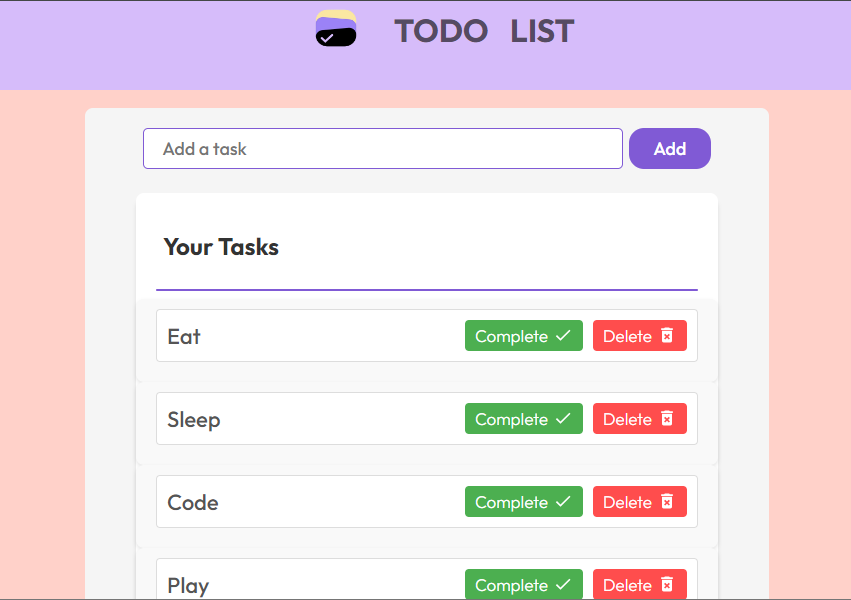 TODO LIST
Add a task Add
Your Tasks
Eat Complete Delete
Sleep Complete Delete
Code Complete Delete
Play Complete Delete